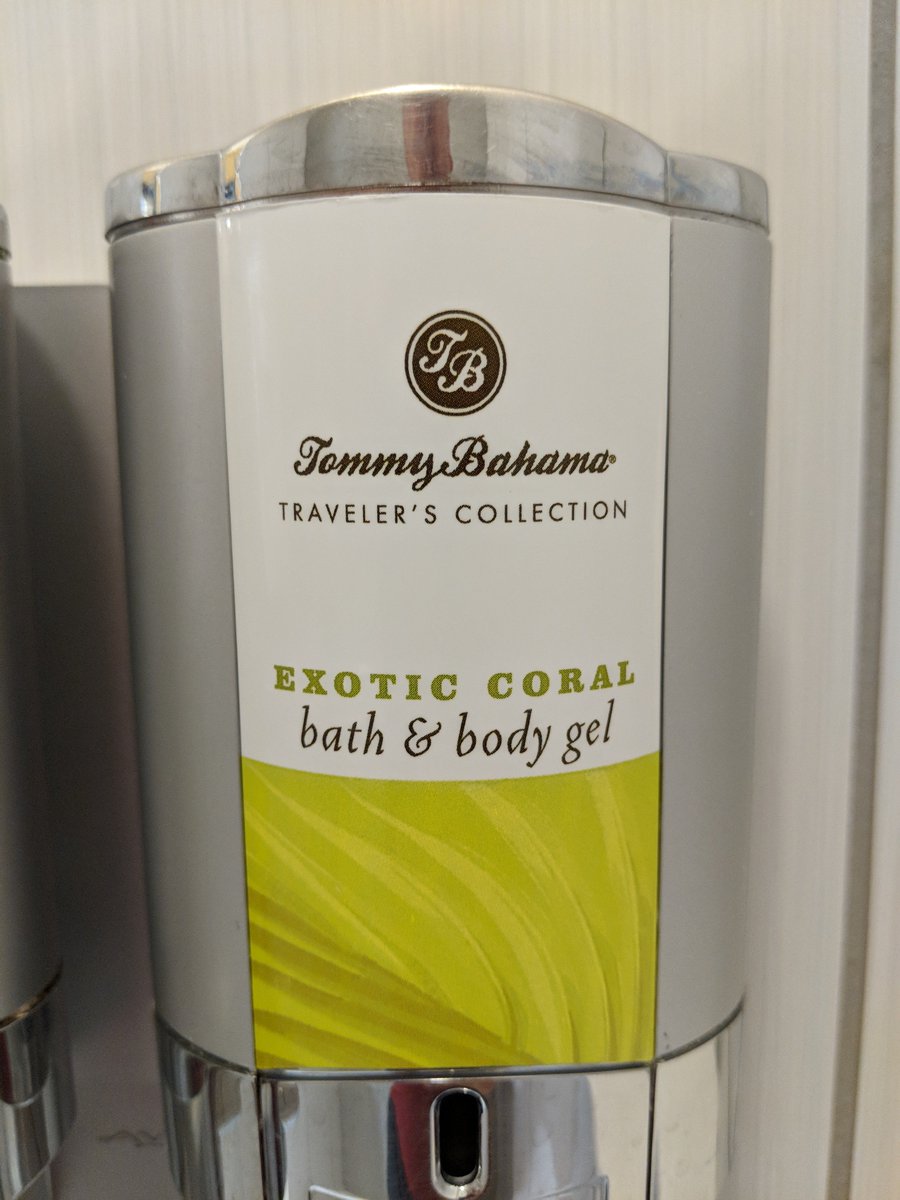 TB
Tommy Bahama®
TRAVELER'S COLLECTION
EXOTIC CORAL
bath & body gel